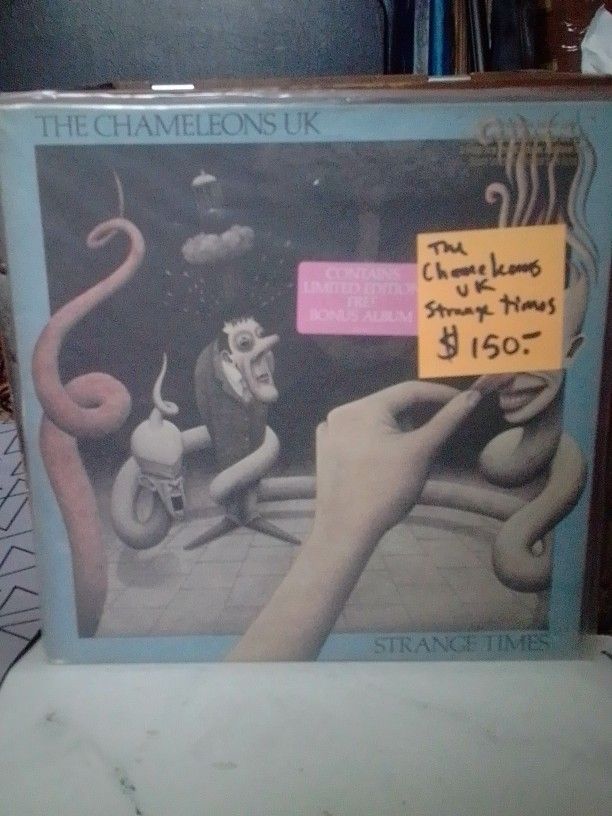 THE CHAMELEONS UK
CONTAINS
LIMITED EDITION
FREE
BONUS ALBUM
The
Chameleons
UK
Strange Times
$150.-
STRANGE TIMES